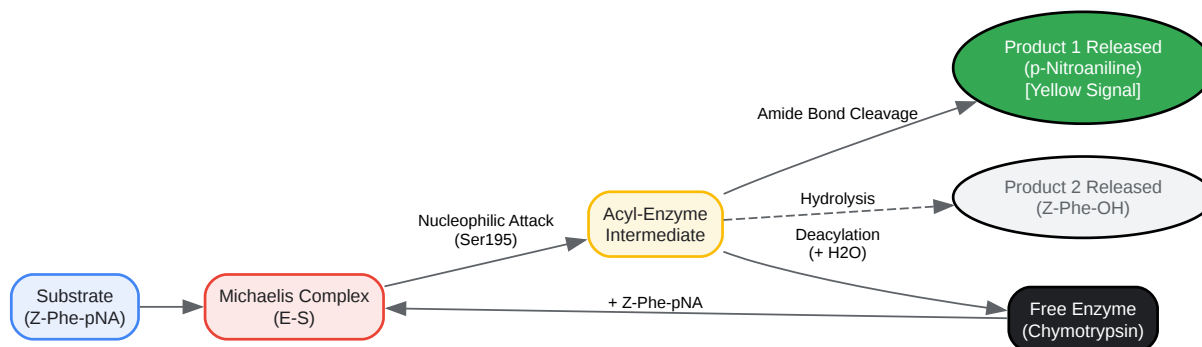 Substrate
(Z-Phe-pNA)
Michaelis Complex
(E-S)
Nucleophilic Attack
(Ser195)
Acyl-Enzyme
Intermediate
Amide Bond Cleavage
Product 1 Released
(p-Nitroaniline)
[Yellow Signal]
Hydrolysis
Product 2 Released
(Z-Phe-OH)
Deacylation
(+ H2O)
Free Enzyme
(Chymotrypsin)
+ Z-Phe-pNA